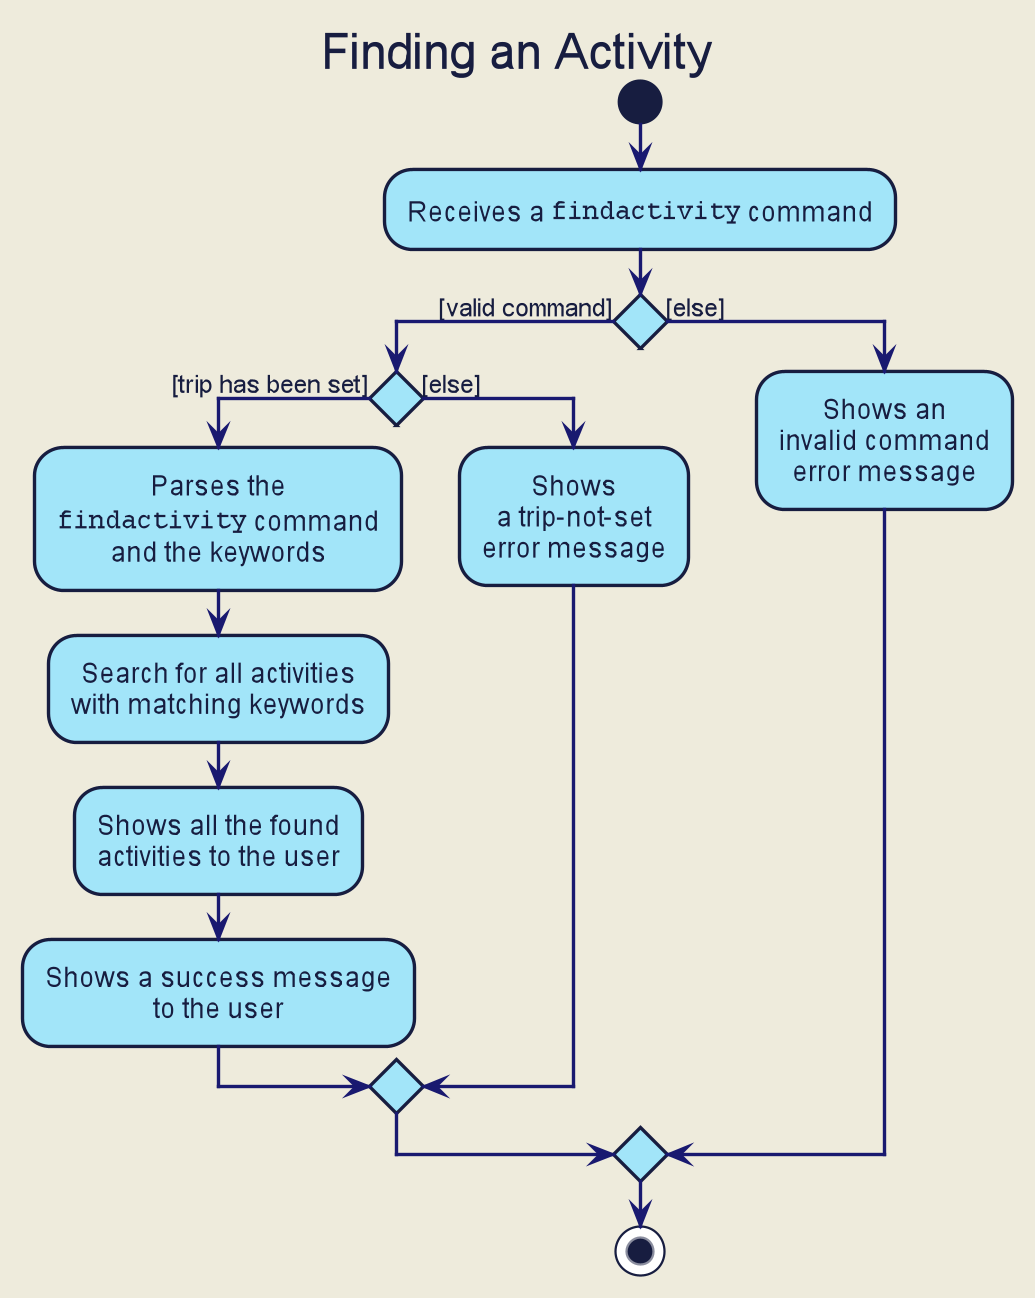 Finding an Activity
Receives a findactivity command
[valid command]
[else]
[trip has been set]
[else]
Shows an
invalid command
error message
Parses the
findactivity command
and the keywords
Shows
a trip-not-set
error message
Search for all activities
with matching keywords
Shows all the found
activities to the user
Shows a success message
to the user